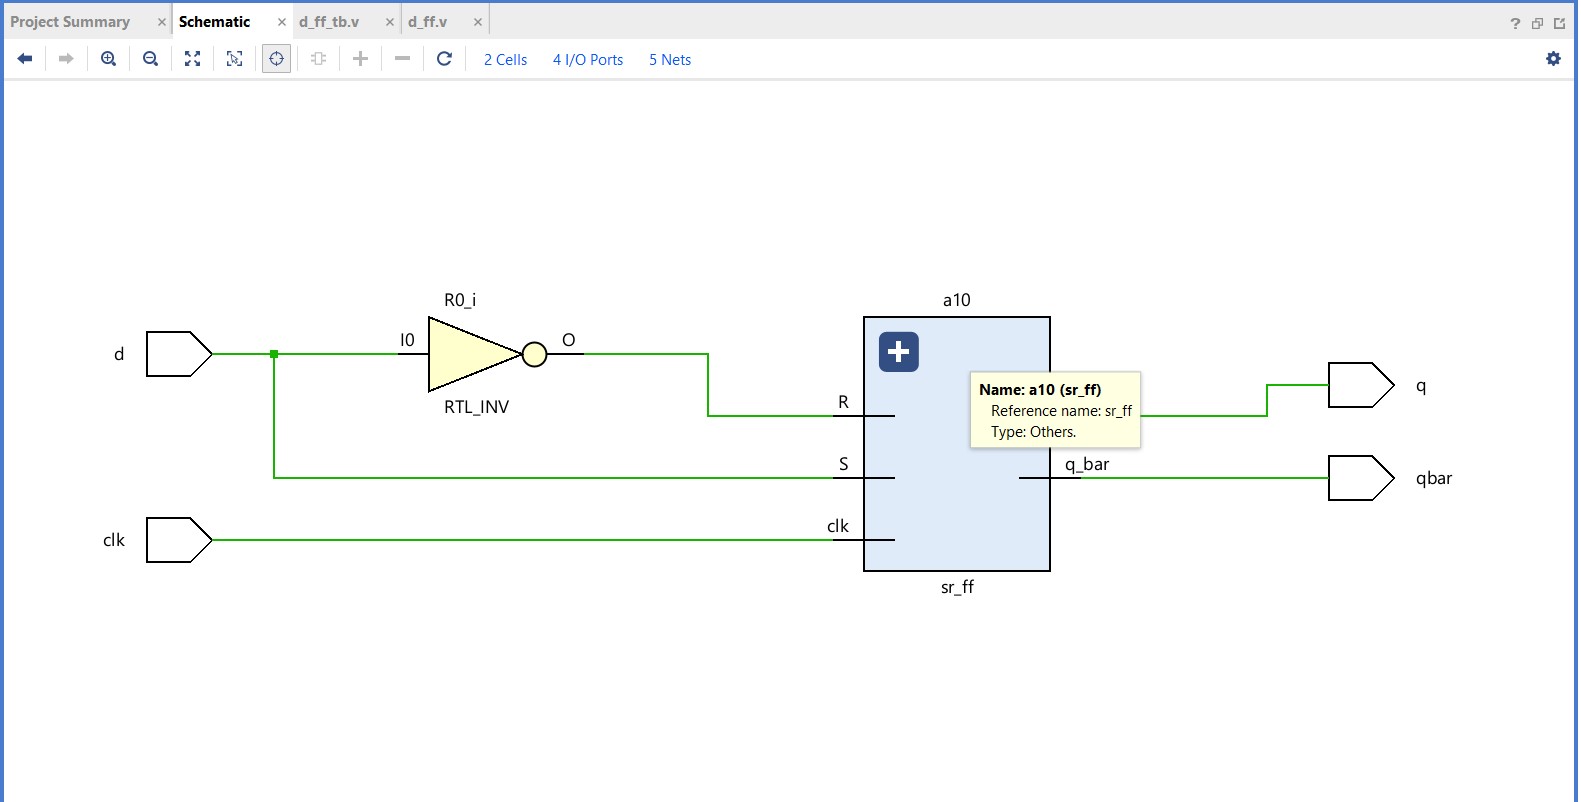 Project Summary × Schematic × d_ff_tb.v × d_ff.v ×
?
2 Cells 4 I/O Ports 5 Nets
R0_i
a10
I0
O
d
RTL_INV
R
Name: a10 (sr_ff)
Reference name: sr_ff
Type: Others.
q
S
q_bar
qbar
clk
clk
sr_ff